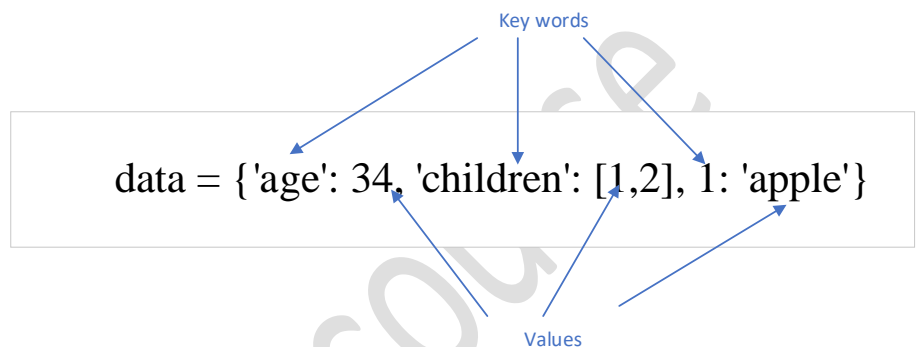 Key words
data = {'age': 34, 'children': [1,2], 1: 'apple'}
Values